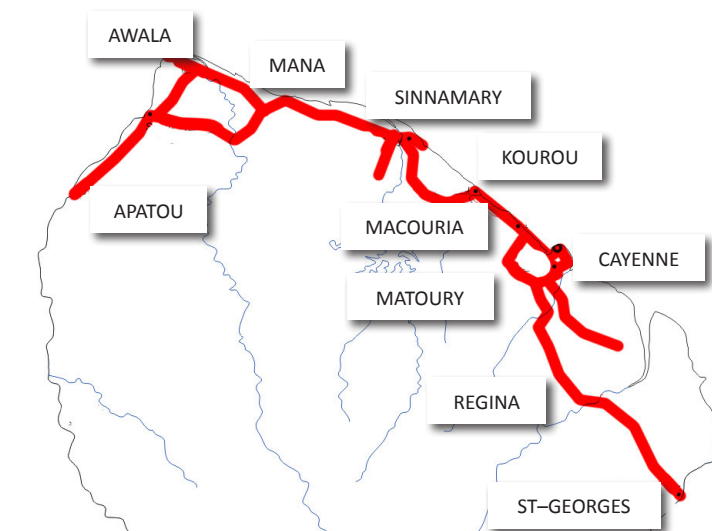 AWALA
MANA
SINNAMARY
KOUROU
APATOU
MACOURIA
CAYENNE
MATOURY
REGINA
ST–GEORGES